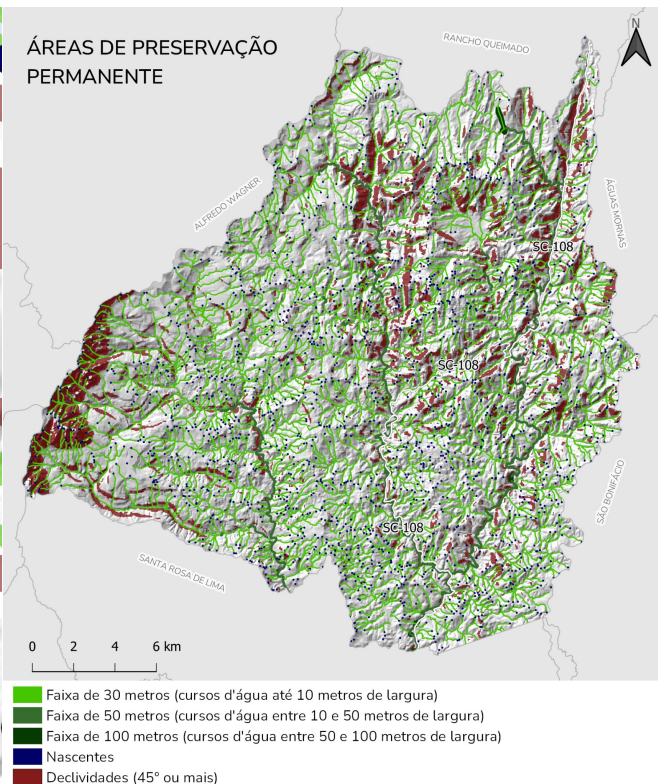 ÁREAS DE PRESERVAÇÃO
PERMANENTE
RANCHO QUEIMADO
N
ALFREDO WAGNER
ÁGUAS MORNAS
SC-108
SC-108
SÃO BONIFÁCIO
SC-108
SANTA ROSA DE LIMA
0 2 4 6 km
Faixa de 30 metros (cursos d'água até 10 metros de largura)
Faixa de 50 metros (cursos d'água entre 10 e 50 metros de largura)
Faixa de 100 metros (cursos d'água entre 50 e 100 metros de largura)
Nascentes
Declividades (45° ou mais)